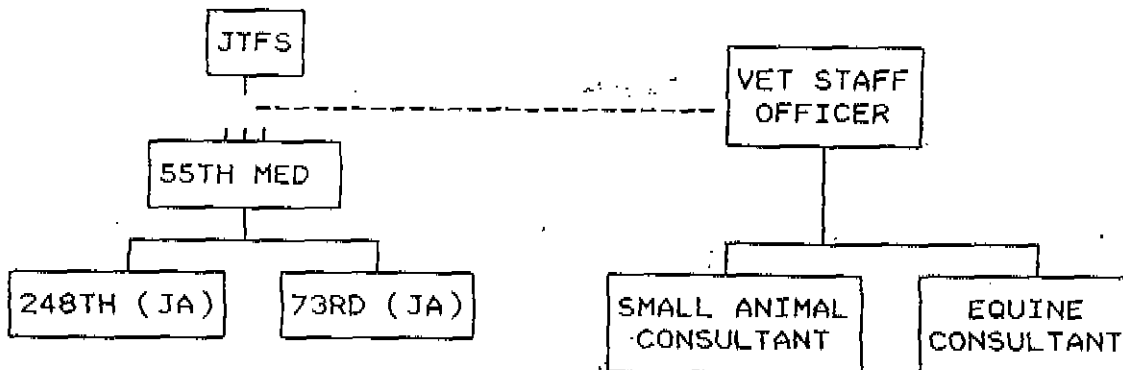 JTFS
VET STAFF
OFFICER
55TH MED
248TH (JA)
73RD (JA)
SMALL ANIMAL
CONSULTANT
EQUINE
CONSULTANT